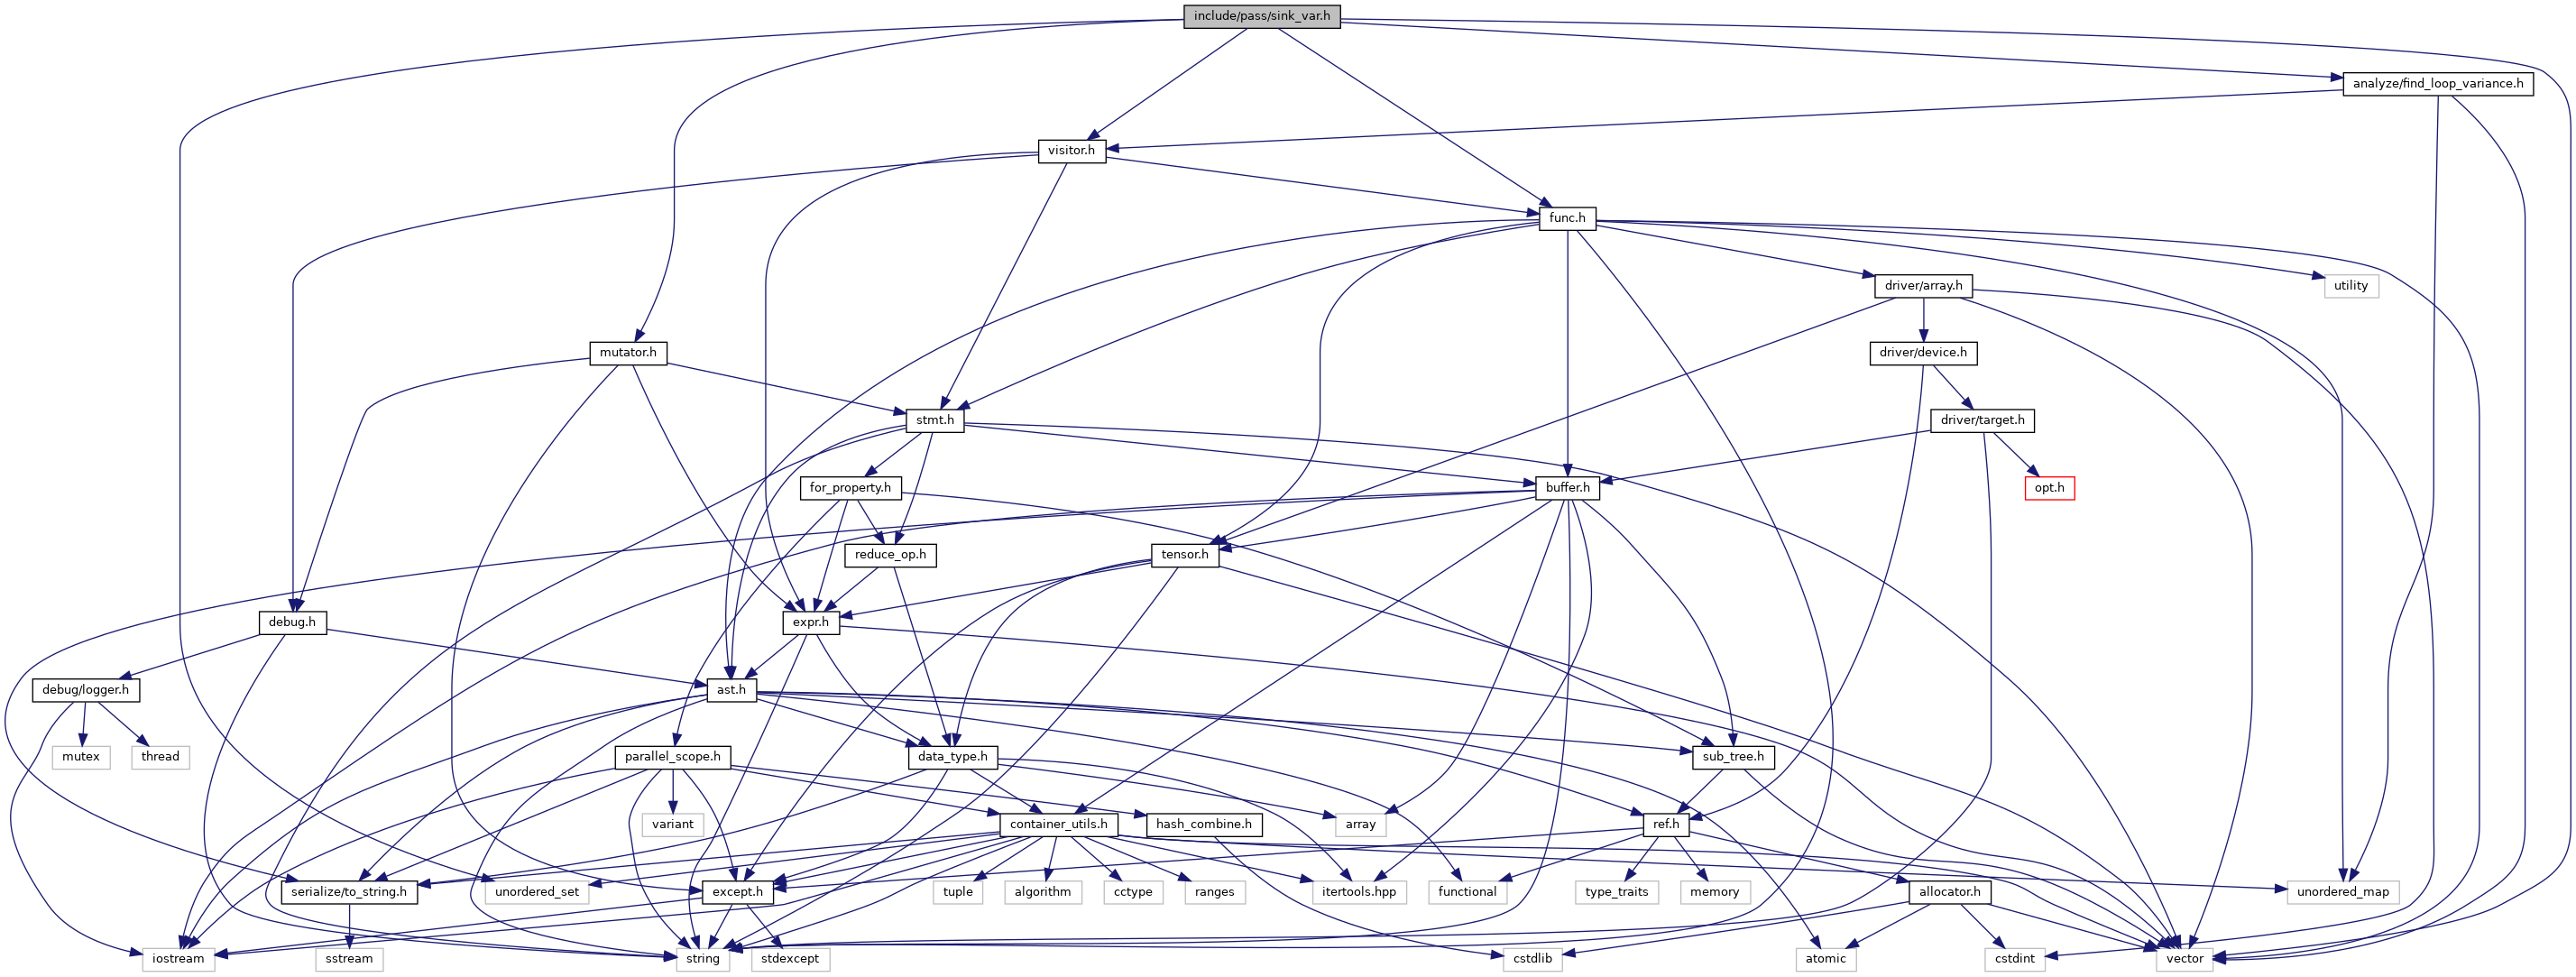 include/pass/sink_var.h
analyze/find_loop_variance.h
visitor.h
func.h
driver/array.h
utility
mutator.h
driver/device.h
stmt.h
driver/target.h
for_property.h
buffer.h
opt.h
reduce_op.h
tensor.h
debug.h
expr.h
debug/logger.h
ast.h
mutex
thread
parallel_scope.h
data_type.h
sub_tree.h
variant
container_utils.h
hash_combine.h
array
ref.h
serialize/to_string.h
unordered_set
except.h
tuple
algorithm
cctype
ranges
itertools.hpp
functional
type_traits
memory
allocator.h
unordered_map
iostream
sstream
string
stdexcept
cstdlib
atomic
cstdint
vector